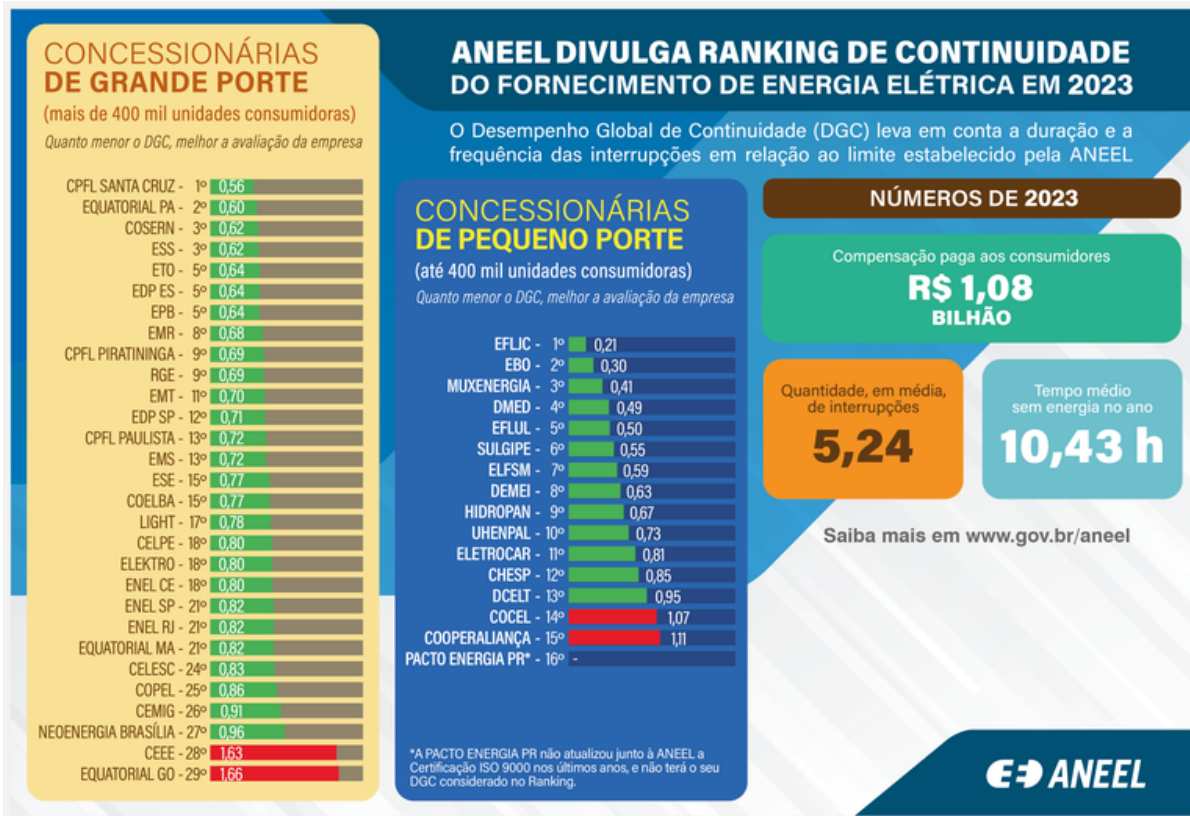 CONCESSIONÁRIAS
DE GRANDE PORTE
(mais de 400 mil unidades consumidoras)
Quanto menor o DGC, melhor a avaliação da empresa
CPFL SANTA CRUZ - 1º 0,56
EQUATORIAL PA - 2º 0,60
COSERN - 3º 0,62
ESS - 3º 0,62
ETO - 5º 0,64
EDP ES - 5º 0,64
EPB - 5º 0,64
EMR - 8º 0,68
CPFL PIRATININGA - 9º 0,69
RGE - 9º 0,69
EMT - 11º 0,70
EDP SP - 12º 0,71
CPFL PAULISTA - 13º 0,72
EMS - 13º 0,72
ESE - 15º 0,77
COELBA - 15º 0,77
LIGHT - 17º 0,78
CELPE - 18º 0,80
ELEKTRO - 18º 0,80
ENEL CE - 18º 0,80
ENEL SP - 21º 0,82
ENEL RJ - 21º 0,82
EQUATORIAL MA - 21º 0,82
CELESC - 24º 0,83
COPEL - 25º 0,86
CEMIG - 26º 0,91
NEOENERGIA BRASÍLIA - 27º 0,96
CEEE - 28º 1,63
EQUATORIAL GO - 29º 1,66
ANEEL DIVULGA RANKING DE CONTINUIDADE
DO FORNECIMENTO DE ENERGIA ELÉTRICA EM 2023
O Desempenho Global de Continuidade (DGC) leva em conta a duração e a
frequência das interrupções em relação ao limite estabelecido pela ANEEL
CONCESSIONÁRIAS
DE PEQUENO PORTE
(até 400 mil unidades consumidoras)
Quanto menor o DGC, melhor a avaliação da empresa
EFLJC - 1º 0,21
EBO - 2º 0,30
MUXENERGIA - 3º 0,41
DMED - 4º 0,49
EFLUL - 5º 0,50
SULGIPE - 6º 0,55
ELFSM - 7º 0,59
DEMEI - 8º 0,63
HIDROPAN - 9º 0,67
UHENPAL - 10º 0,73
ELETROCAR - 11º 0,81
CHESP - 12º 0,85
DCELT - 13º 0,95
COCEL - 14º 1,07
COOPERALIANÇA - 15º 1,11
PACTO ENERGIA PR* - 16º -
*A PACTO ENERGIA PR não atualizou junto à ANEEL a
Certificação ISO 9000 nos últimos anos, e não terá o seu
DGC considerado no Ranking.
NÚMEROS DE 2023
Compensação paga aos consumidores
R$ 1,08
BILHÃO
Quantidade, em média,
de interrupções
5,24
Tempo médio
sem energia no ano
10,43 h
Saiba mais em www.gov.br/aneel
ANEEL